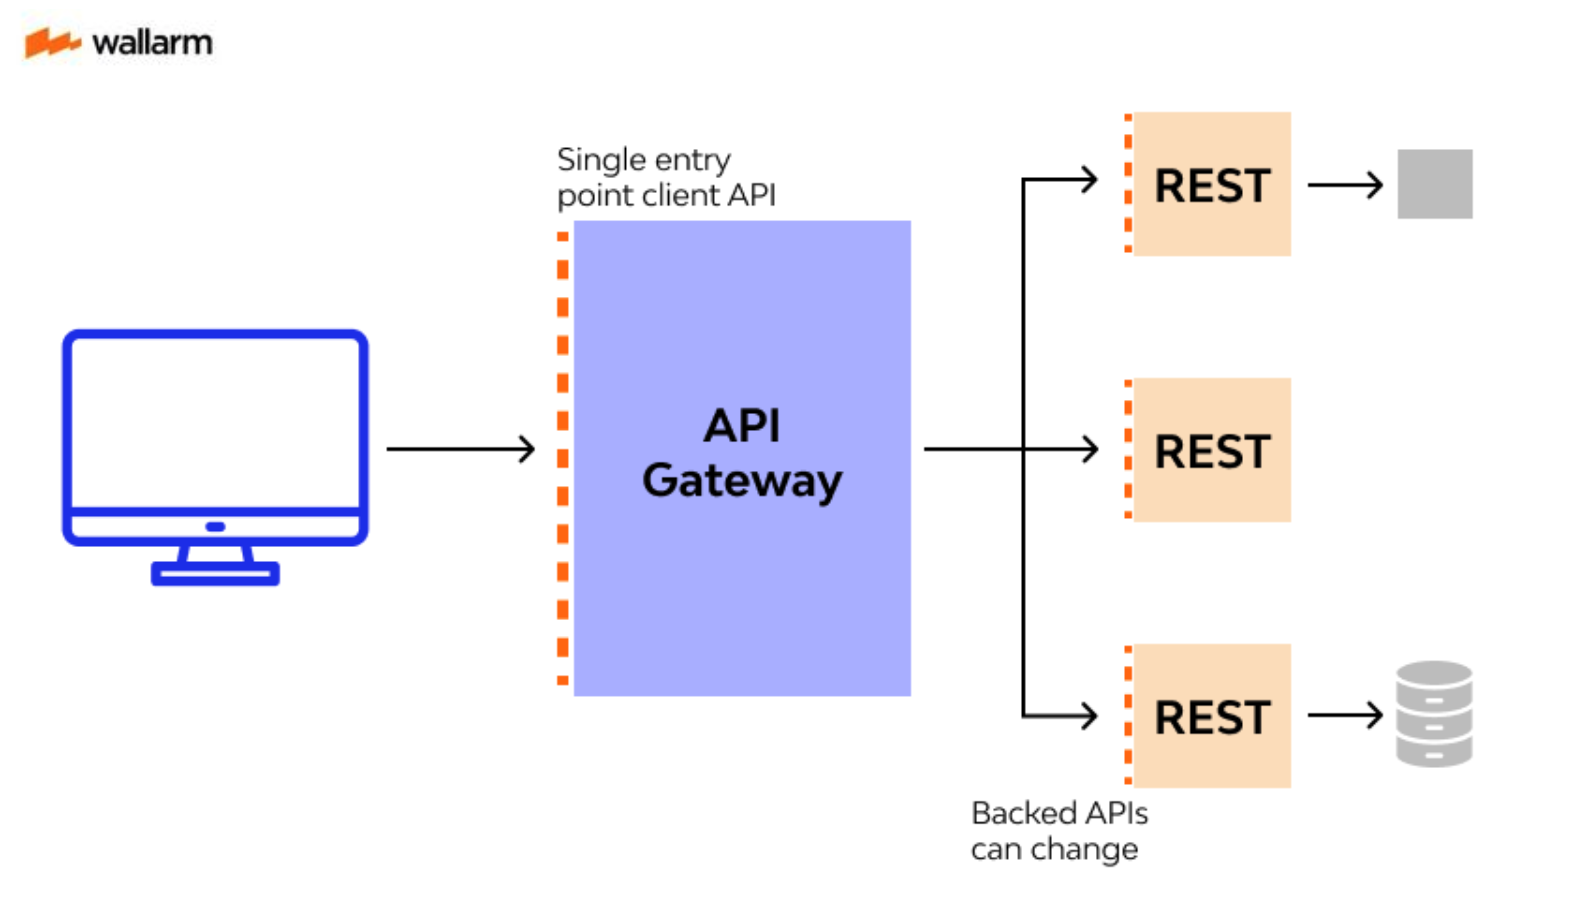 wallarm
Single entry
point client API
API
Gateway
REST
REST
REST
Backed APIs
can change